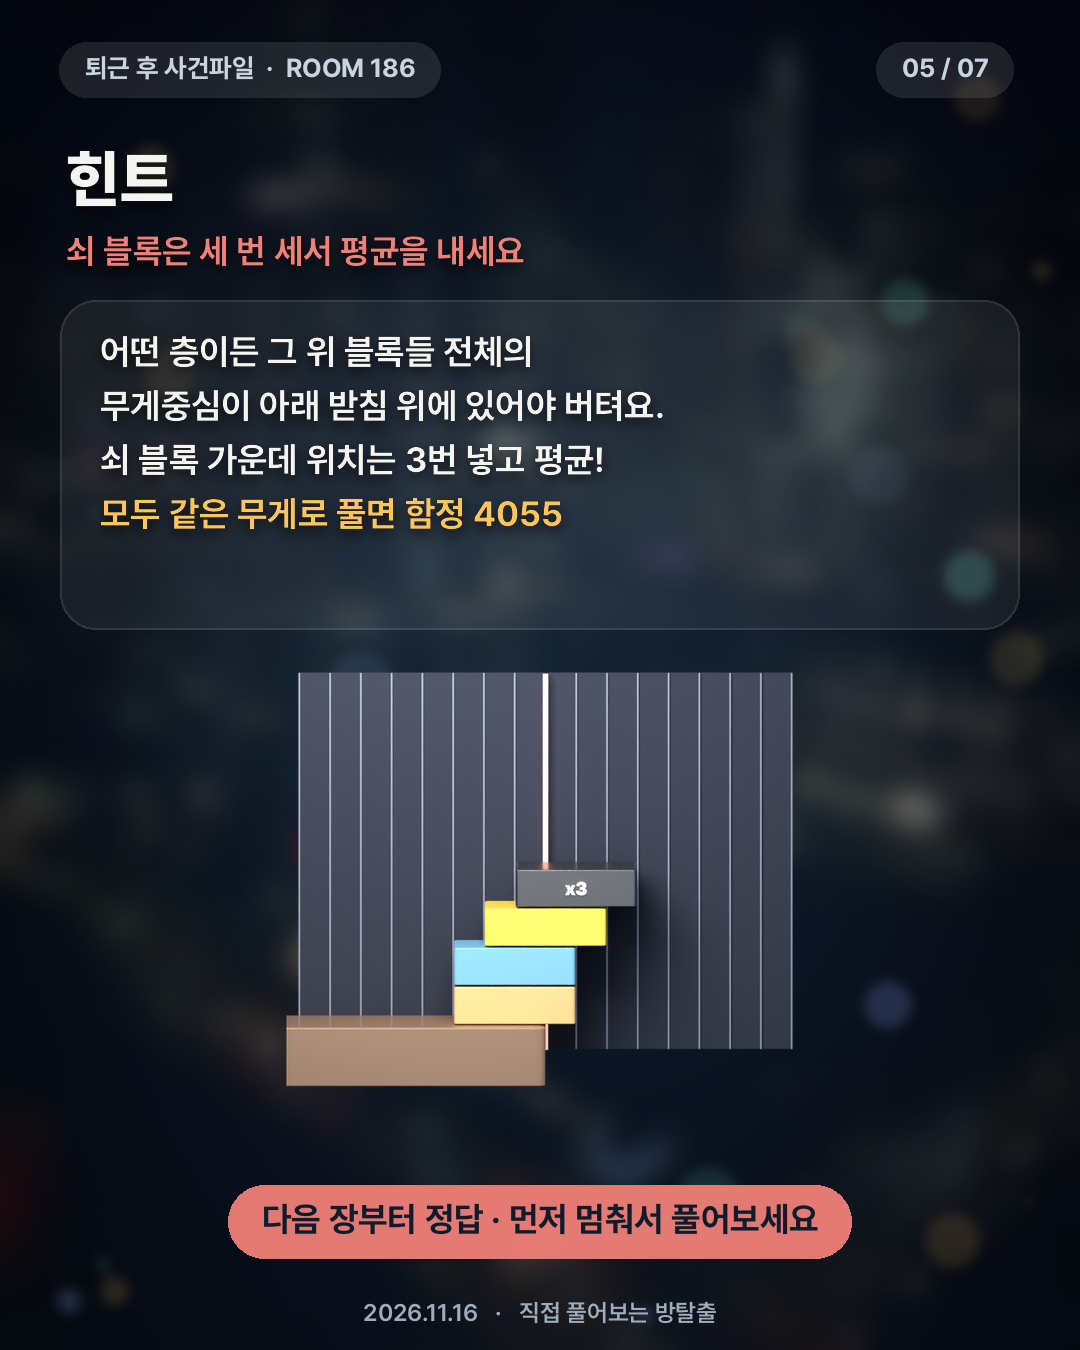 퇴근 후 사건파일 · ROOM 186
05 / 07
힌트
쇠 블록은 세 번 세서 평균을 내세요
어떤 층이든 그 위 블록들 전체의
무게중심이 아래 받침 위에 있어야 버텨요.
쇠 블록 가운데 위치는 3번 넣고 평균!
모두 같은 무게로 풀면 함정 4055
x3
다음 장부터 정답 · 먼저 멈춰서 풀어보세요
2026.11.16 · 직접 풀어보는 방탈출